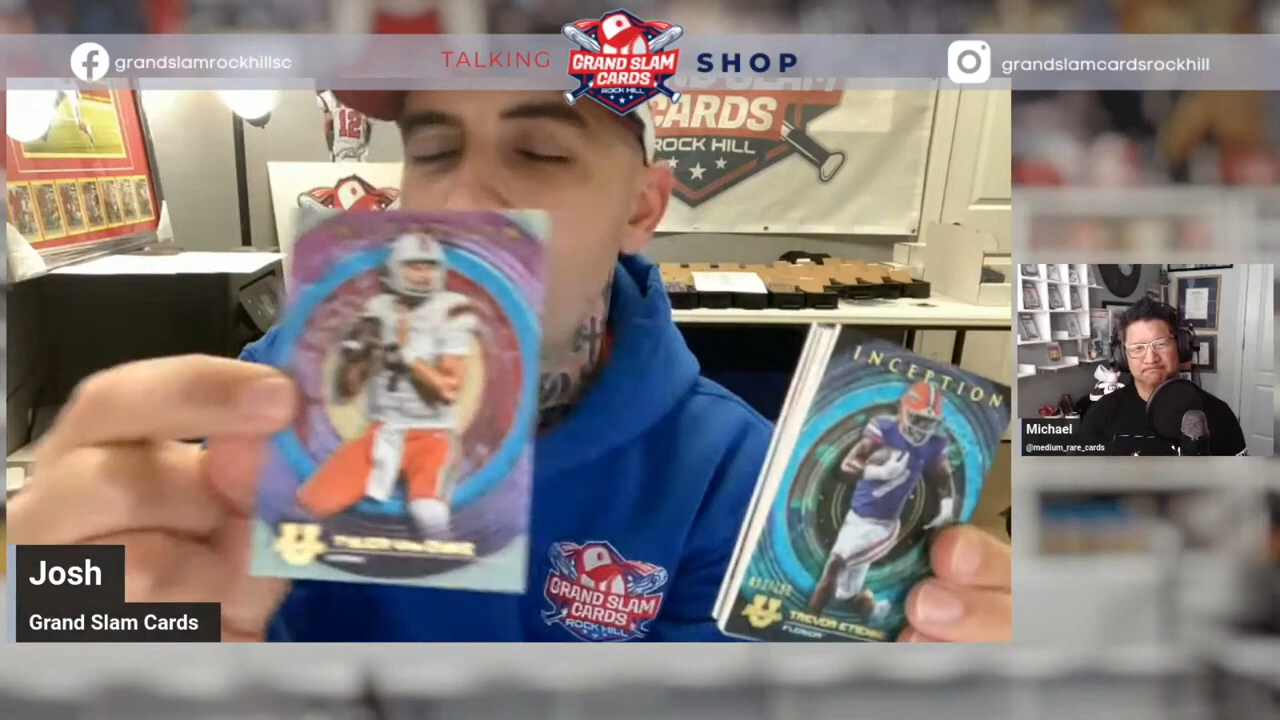 grandslamrockhillsc
TALKING
GRAND SLAM
CARDS
ROCK HILL
SHOP
grandslamcardsrockhill
CARDS
ROCK HILL
12
INCEPTION
TREVOR ETIENNE
FLORIDA
GRAND SLAM
CARDS
ROCK HILL
Josh
Grand Slam Cards
Michael
@medium_rare_cards